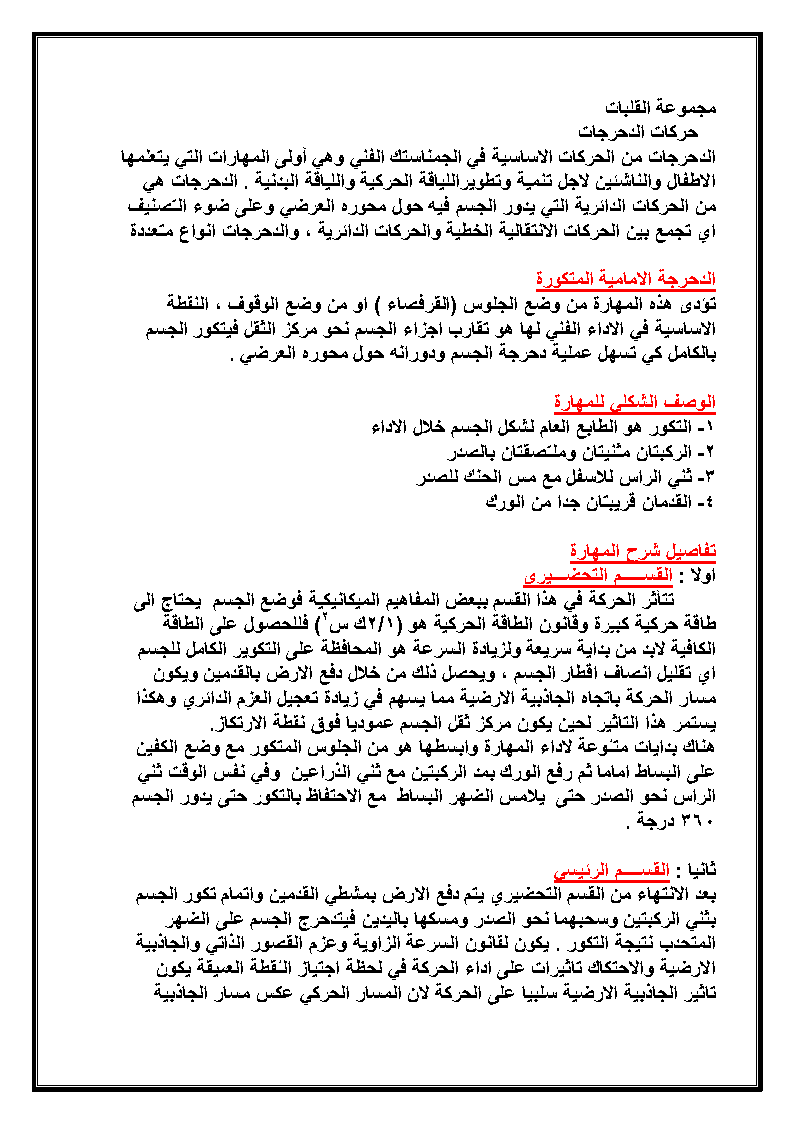 مجموعة القلبات
حركات الدحرجات
الدحرجات من الحركات الاساسية في الجمناستك الفني وهي أولى المهارات التي يتعلمها
الاطفال والناشئين لاجل تنمية وتطويراللياقة الحركية واللياقة البدنية . الدحرجات هي
من الحركات الدائرية التي يدور الجسم فيه حول محوره العرضي وعلى ضوء التصنيف
اي تجمع بين الحركات الانتقالية الخطية والحركات الدائرية ، والدحرجات انواع متعددة
الدحرجة الامامية المتكورة
تؤدى هذه المهارة من وضع الجلوس (القرفصاء ) او من وضع الوقوف ، النقطة
الاساسية في الاداء الفني لها هو تقارب اجزاء الجسم نحو مركز الثقل فيتكور الجسم
بالكامل كي تسهل عملية دحرجة الجسم ودورانه حول محوره العرضي .
الوصف الشكلي للمهارة
١- التكور هو الطابع العام لشكل الجسم خلال الاداء
٢- الركبتان مثنيتان وملتصقتان بالصدر
٣- ثني الراس للاسفل مع مس الحنك للصدر
٤- القدمان قريبتان جدا من الورك
تفاصيل شرح المهارة
اولا : القســـــم التحضـــيري
تتأثر الحركة في هذا القسم ببعض المفاهيم الميكانيكية فوضع الجسم يحتاج الى
طاقة حركية كبيرة وقانون الطاقة الحركية هو (٢/١ك س٢) فللحصول على الطاقة
الكافية لابد من بداية سريعة ولزيادة السرعة هو المحافظة على التكوير الكامل للجسم
اي تقليل انصاف اقطار الجسم ، ويحصل ذلك من خلال دفع الارض بالقدمين ويكون
مسار الحركة باتجاه الجاذبية الارضية مما يسهم في زيادة تعجيل العزم الدائري وهكذا
يستمر هذا التاثير لحين يكون مركز ثقل الجسم عموديا فوق نقطة الارتكاز.
هناك بدايات متنوعة لاداء المهارة وابسطها هو من الجلوس المتكور مع وضع الكفين
على البساط اماما ثم رفع الورك بمد الركبتين مع ثني الذراعين وفي نفس الوقت ثني
الراس نحو الصدر حتى يلامس الضهر البساط مع الاحتفاظ بالتكور حتى يدور الجسم
٣٦٠ درجة .
ثانيا : القســــم الرئيسي
بعد الانتهاء من القسم التحضيري يتم دفع الارض بمشطي القدمين واتمام تكور الجسم
بثني الركبتين وسحبهما نحو الصدر ومسكها باليدين فيتدحرج الجسم على الضهر
المتحدب نتيجة التكور . يكون لقانون السرعة الزاوية وعزم القصور الذاتي والجاذبية
الارضية والاحتكاك تاثيرات على اداء الحركة في لحظة اجتياز النقطة العميقة يكون
تاثير الجاذبية الارضية سلبيا على الحركة لان المسار الحركي عكس مسار الجاذبية